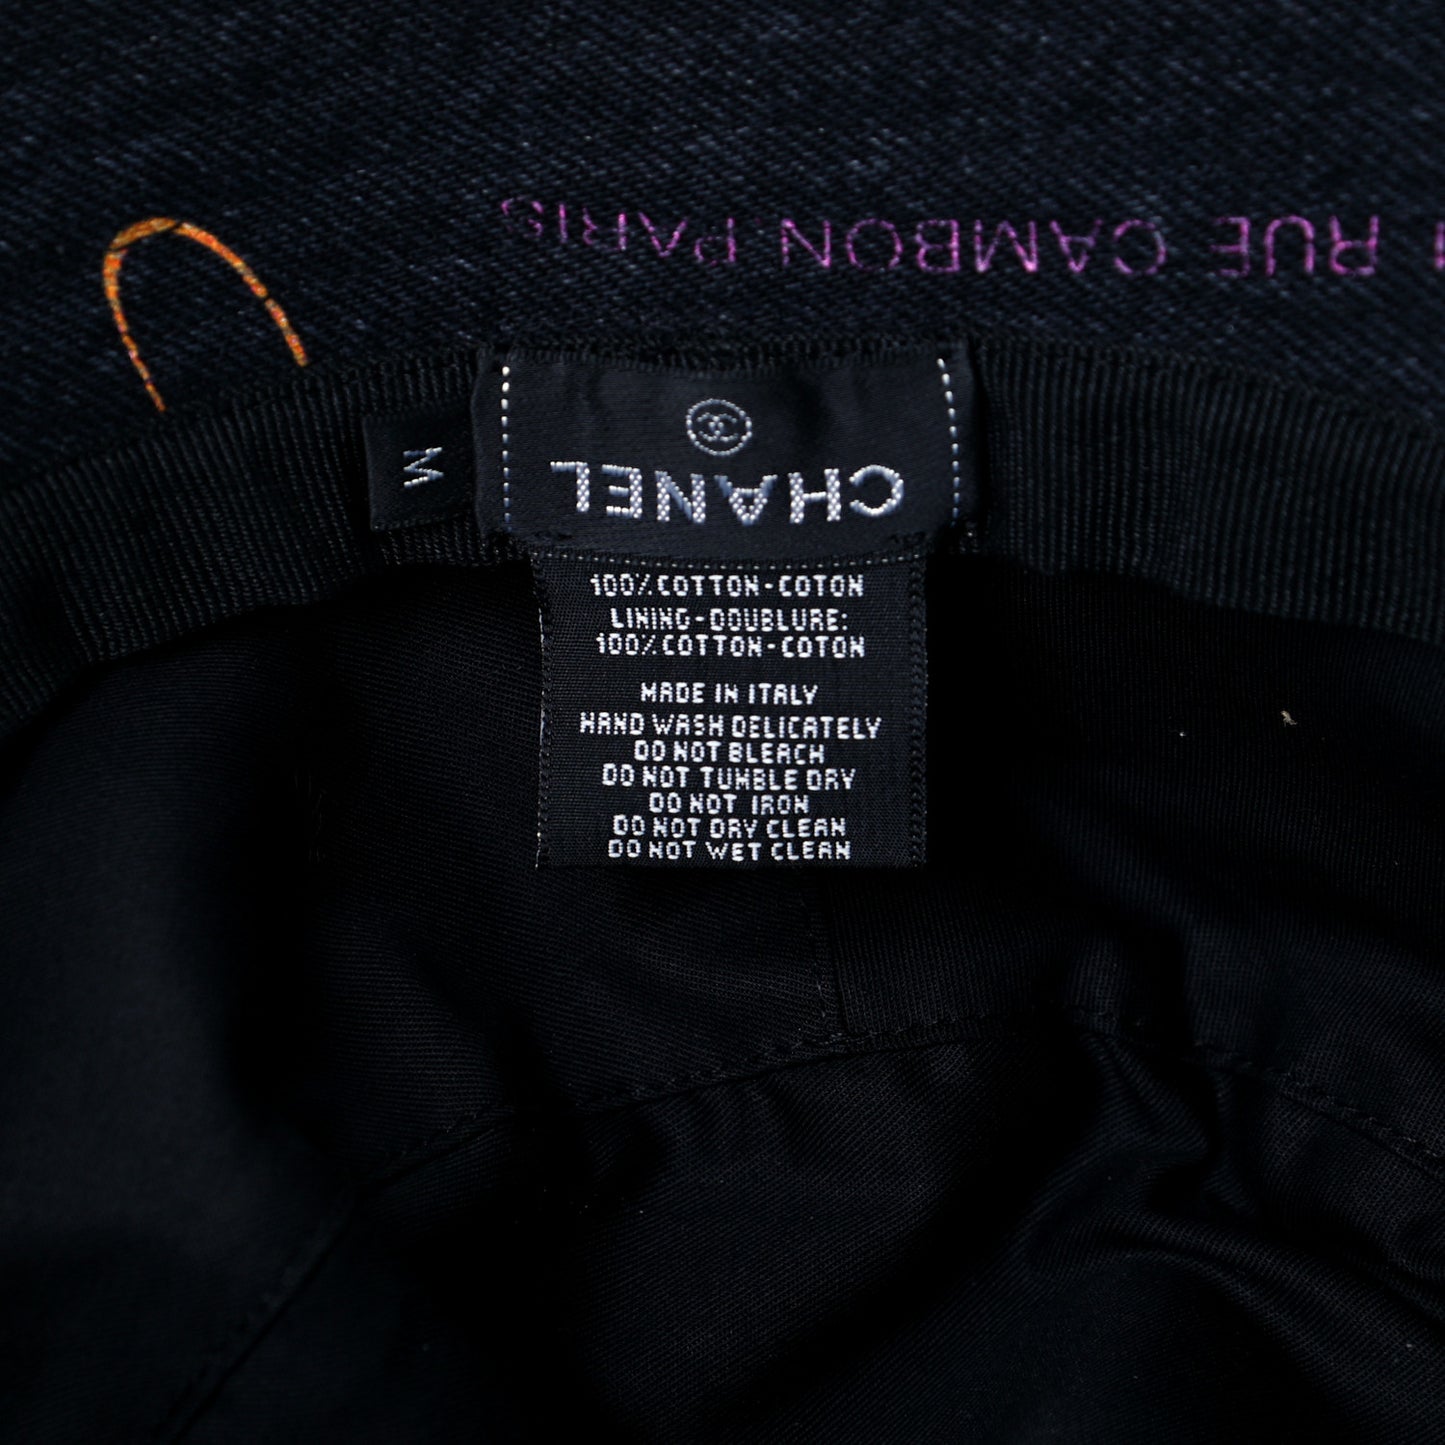 1 RUE CAMBON PARIS
M
CHANEL
100% COTTON-COTON
LINING-DOUBLURE:
100% COTTON-COTON
MADE IN ITALY
HAND WASH DELICATELY
DO NOT BLEACH
DO NOT TUMBLE DRY
DO NOT IRON
DO NOT DRY CLEAN
DO NOT WET CLEAN